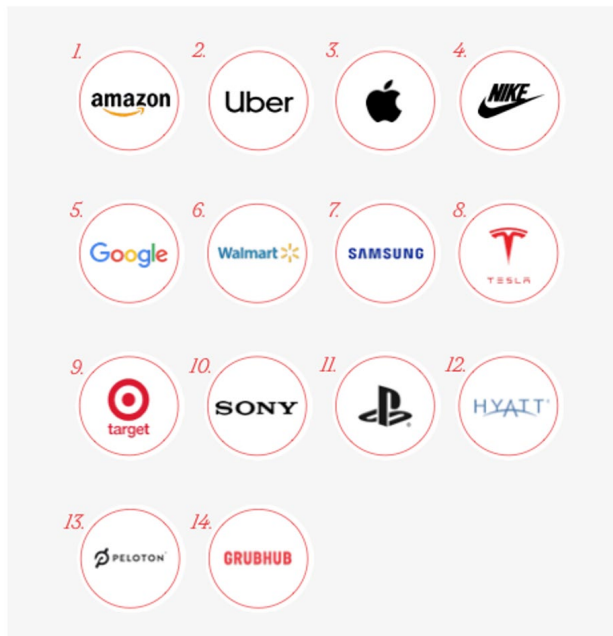 1. 2. 3. 4.
amazon Uber NIKE
5. 6. 7. 8.
Google Walmart SAMSUNG TESLA
9. 10. 11. 12.
target SONY HYATT
13. 14.
PELOTON GRUBHUB